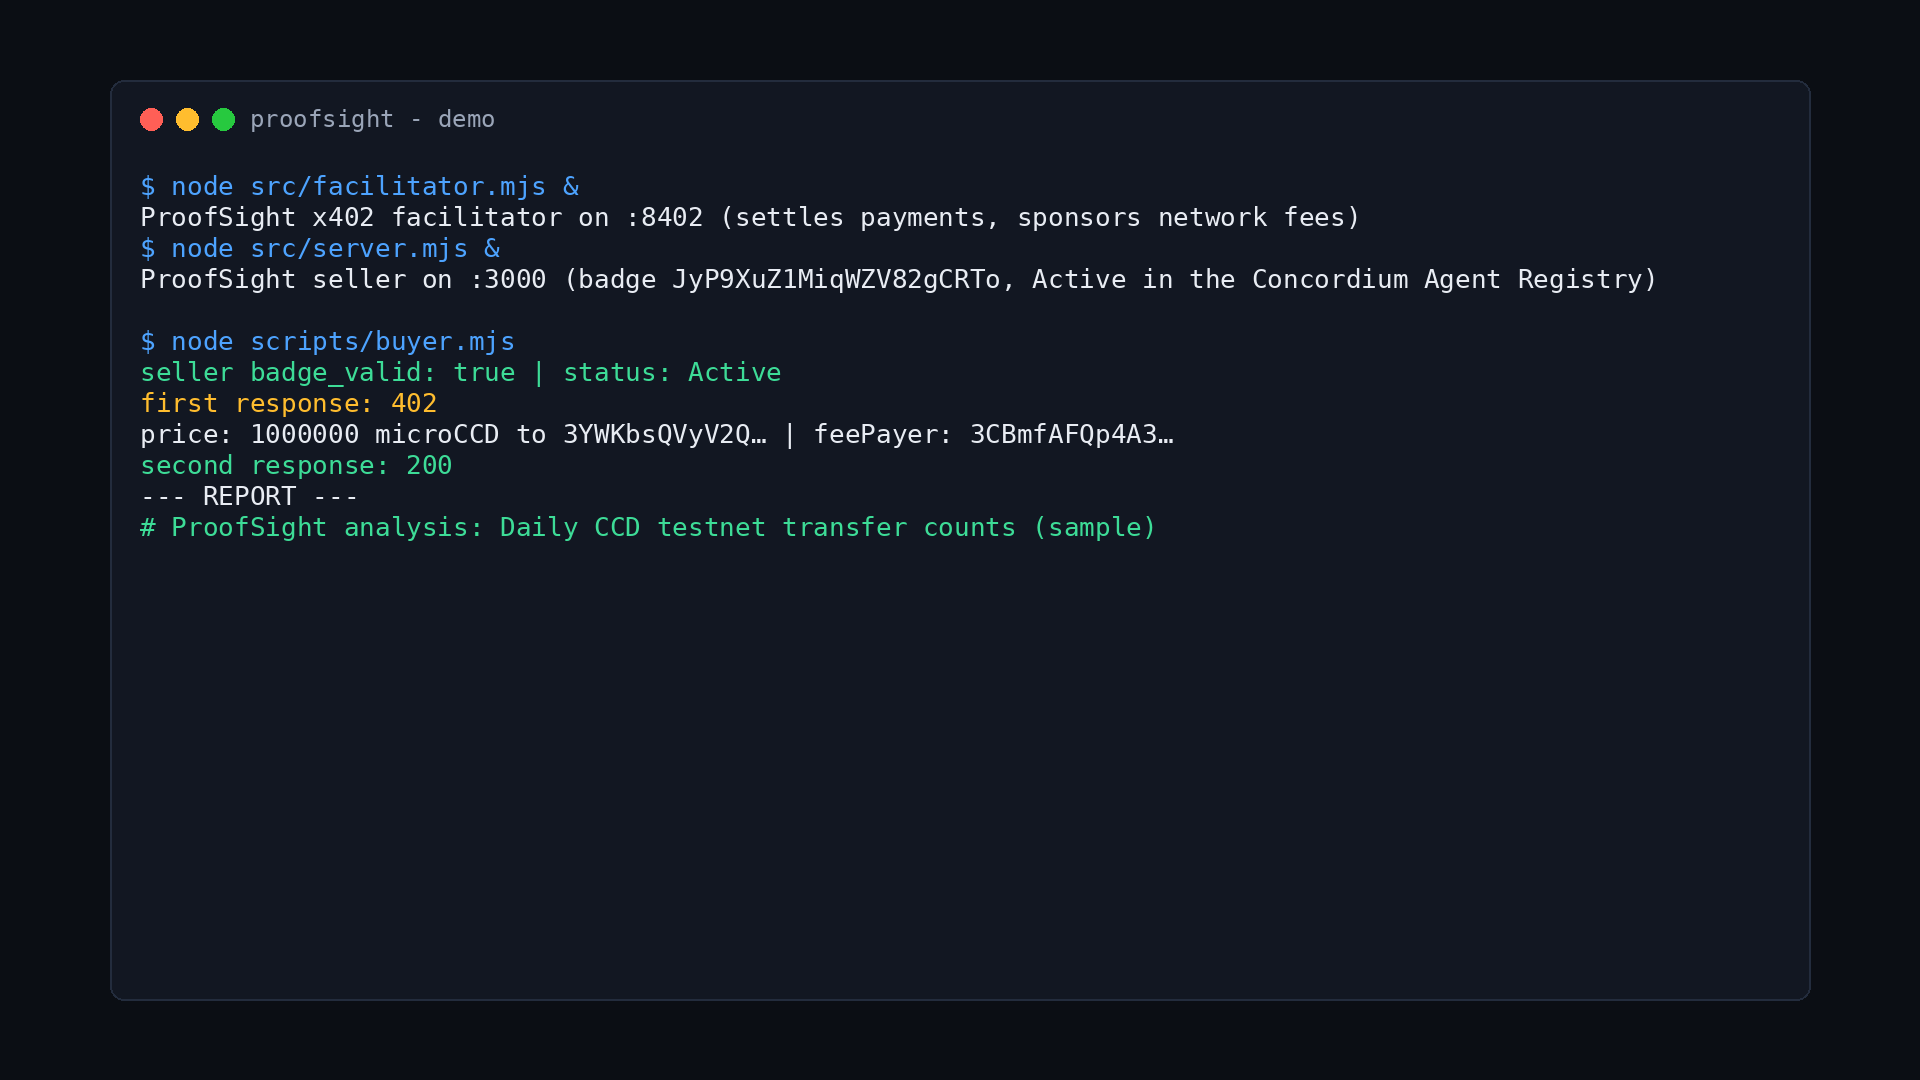 proofsight - demo
$ node src/facilitator.mjs &
ProofSight x402 facilitator on :8402 (settles payments, sponsors network fees)
$ node src/server.mjs &
ProofSight seller on :3000 (badge JyP9XuZ1MiqWZV82gCRTo, Active in the Concordium Agent Registry)
$ node scripts/buyer.mjs
seller badge_valid: true | status: Active
first response: 402
price: 1000000 microCCD to 3YWKbsQVyV2Q… | feePayer: 3CBmfAFQp4A3…
second response: 200
--- REPORT ---
# ProofSight analysis: Daily CCD testnet transfer counts (sample)